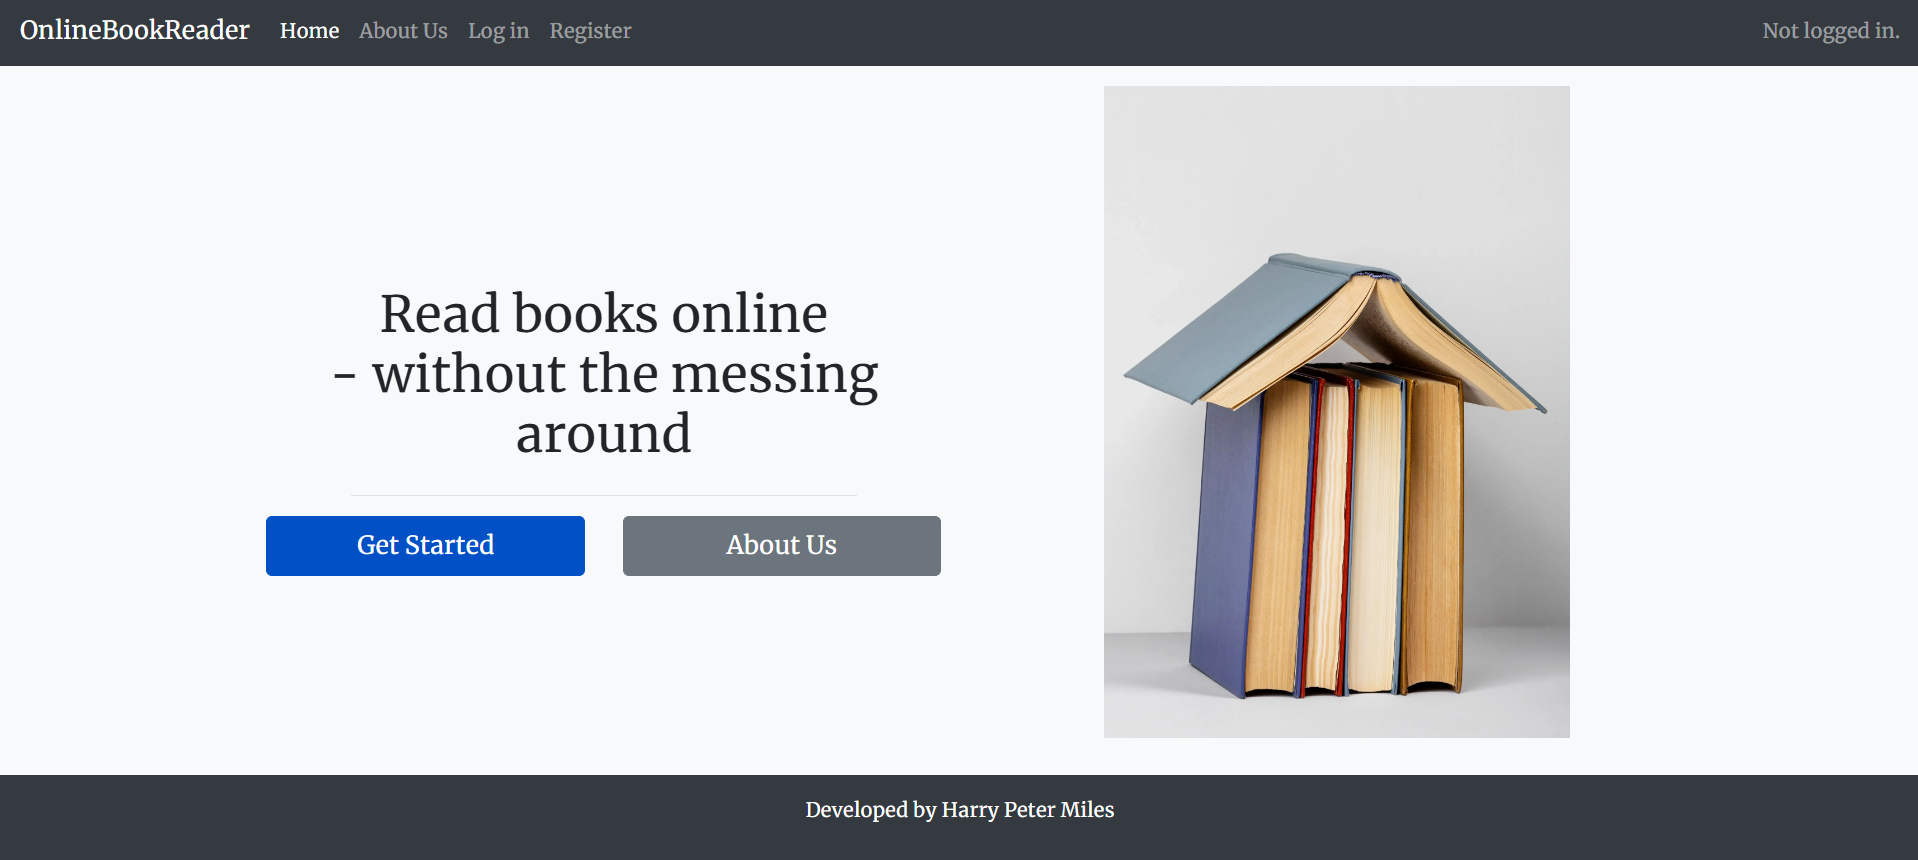 OnlineBookReader Home About Us Log in Register Not logged in.
Read books online
- without the messing
around
Get Started About Us
Developed by Harry Peter Miles